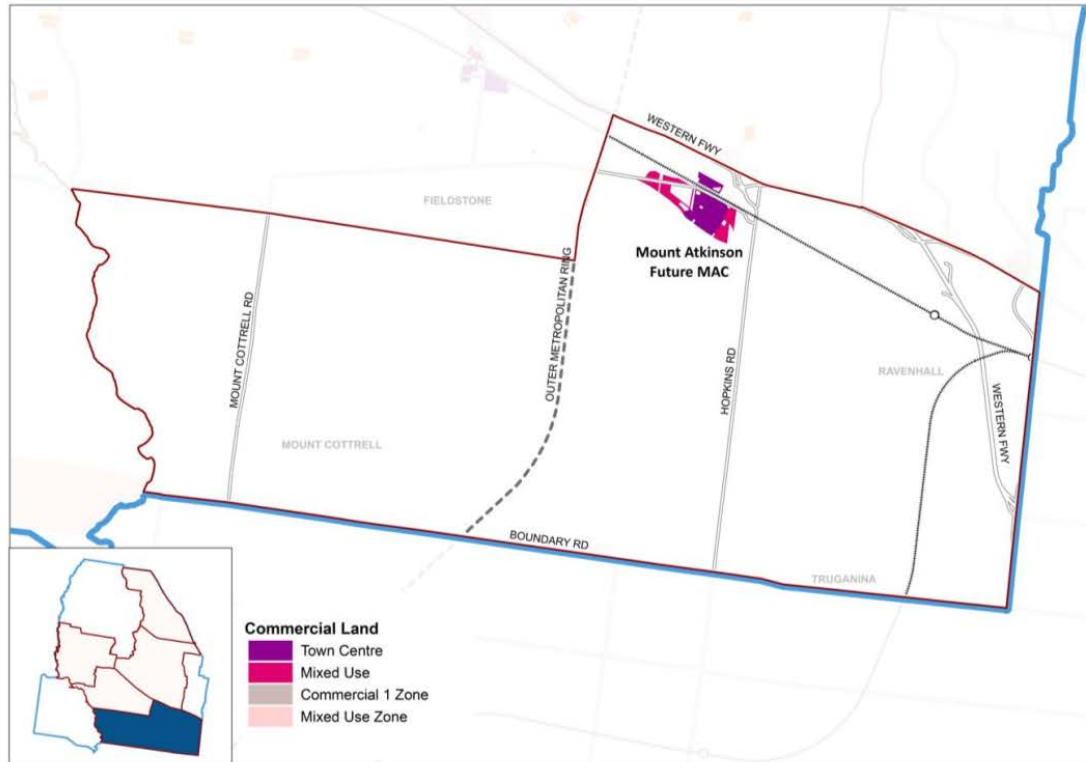 WESTERN FWY
FIELDSTONE
Mount Atkinson
Future MAC
OUTER METROPOLITAN RING
MOUNT COTTRELL RD
HOPKINS RD
RAVENHALL
WESTERN FWY
MOUNT COTTRELL
BOUNDARY RD
TRUGANINA
Commercial Land
Town Centre
Mixed Use
Commercial 1 Zone
Mixed Use Zone